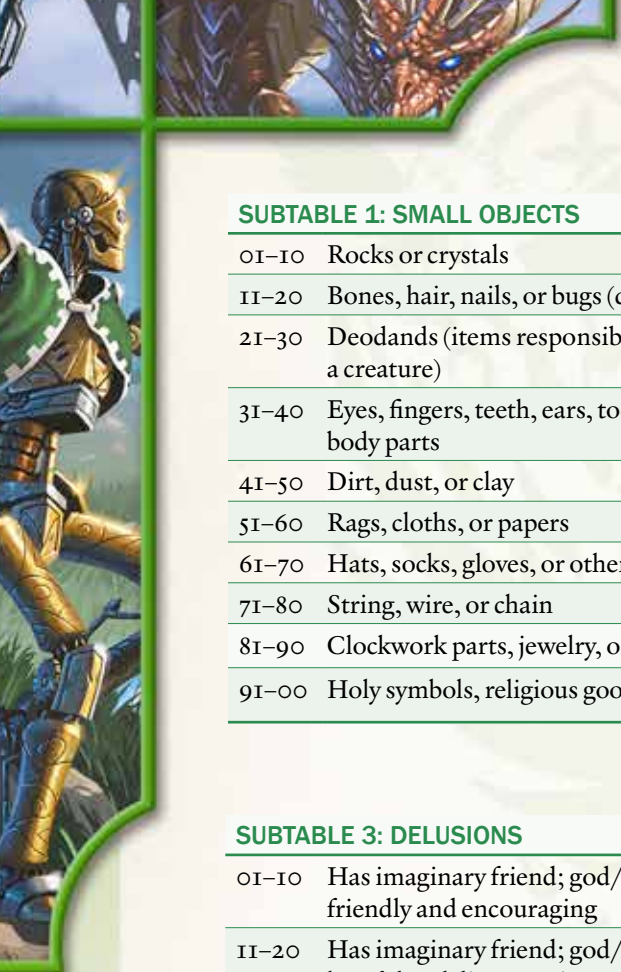 SUBTABLE 1: SMALL OBJECTS
01–10 Rocks or crystals
11–20 Bones, hair, nails, or bugs (
21–30 Deodands (items
a creature)
31–40 Eyes, fingers, teeth, ears,
body parts
41–50 Dirt, dust, or clay
51–60 Rags, cloths, or papers
61–70 Hats, socks, gloves, or
71–80 String, wire, or chain
81–90 Clockwork parts, jewelry,
91–00 Holy symbols, religious
SUBTABLE 3: DELUSIONS
01–10 Has imaginary friend; god/
friendly and encouraging
11–20 Has imaginary friend; god/